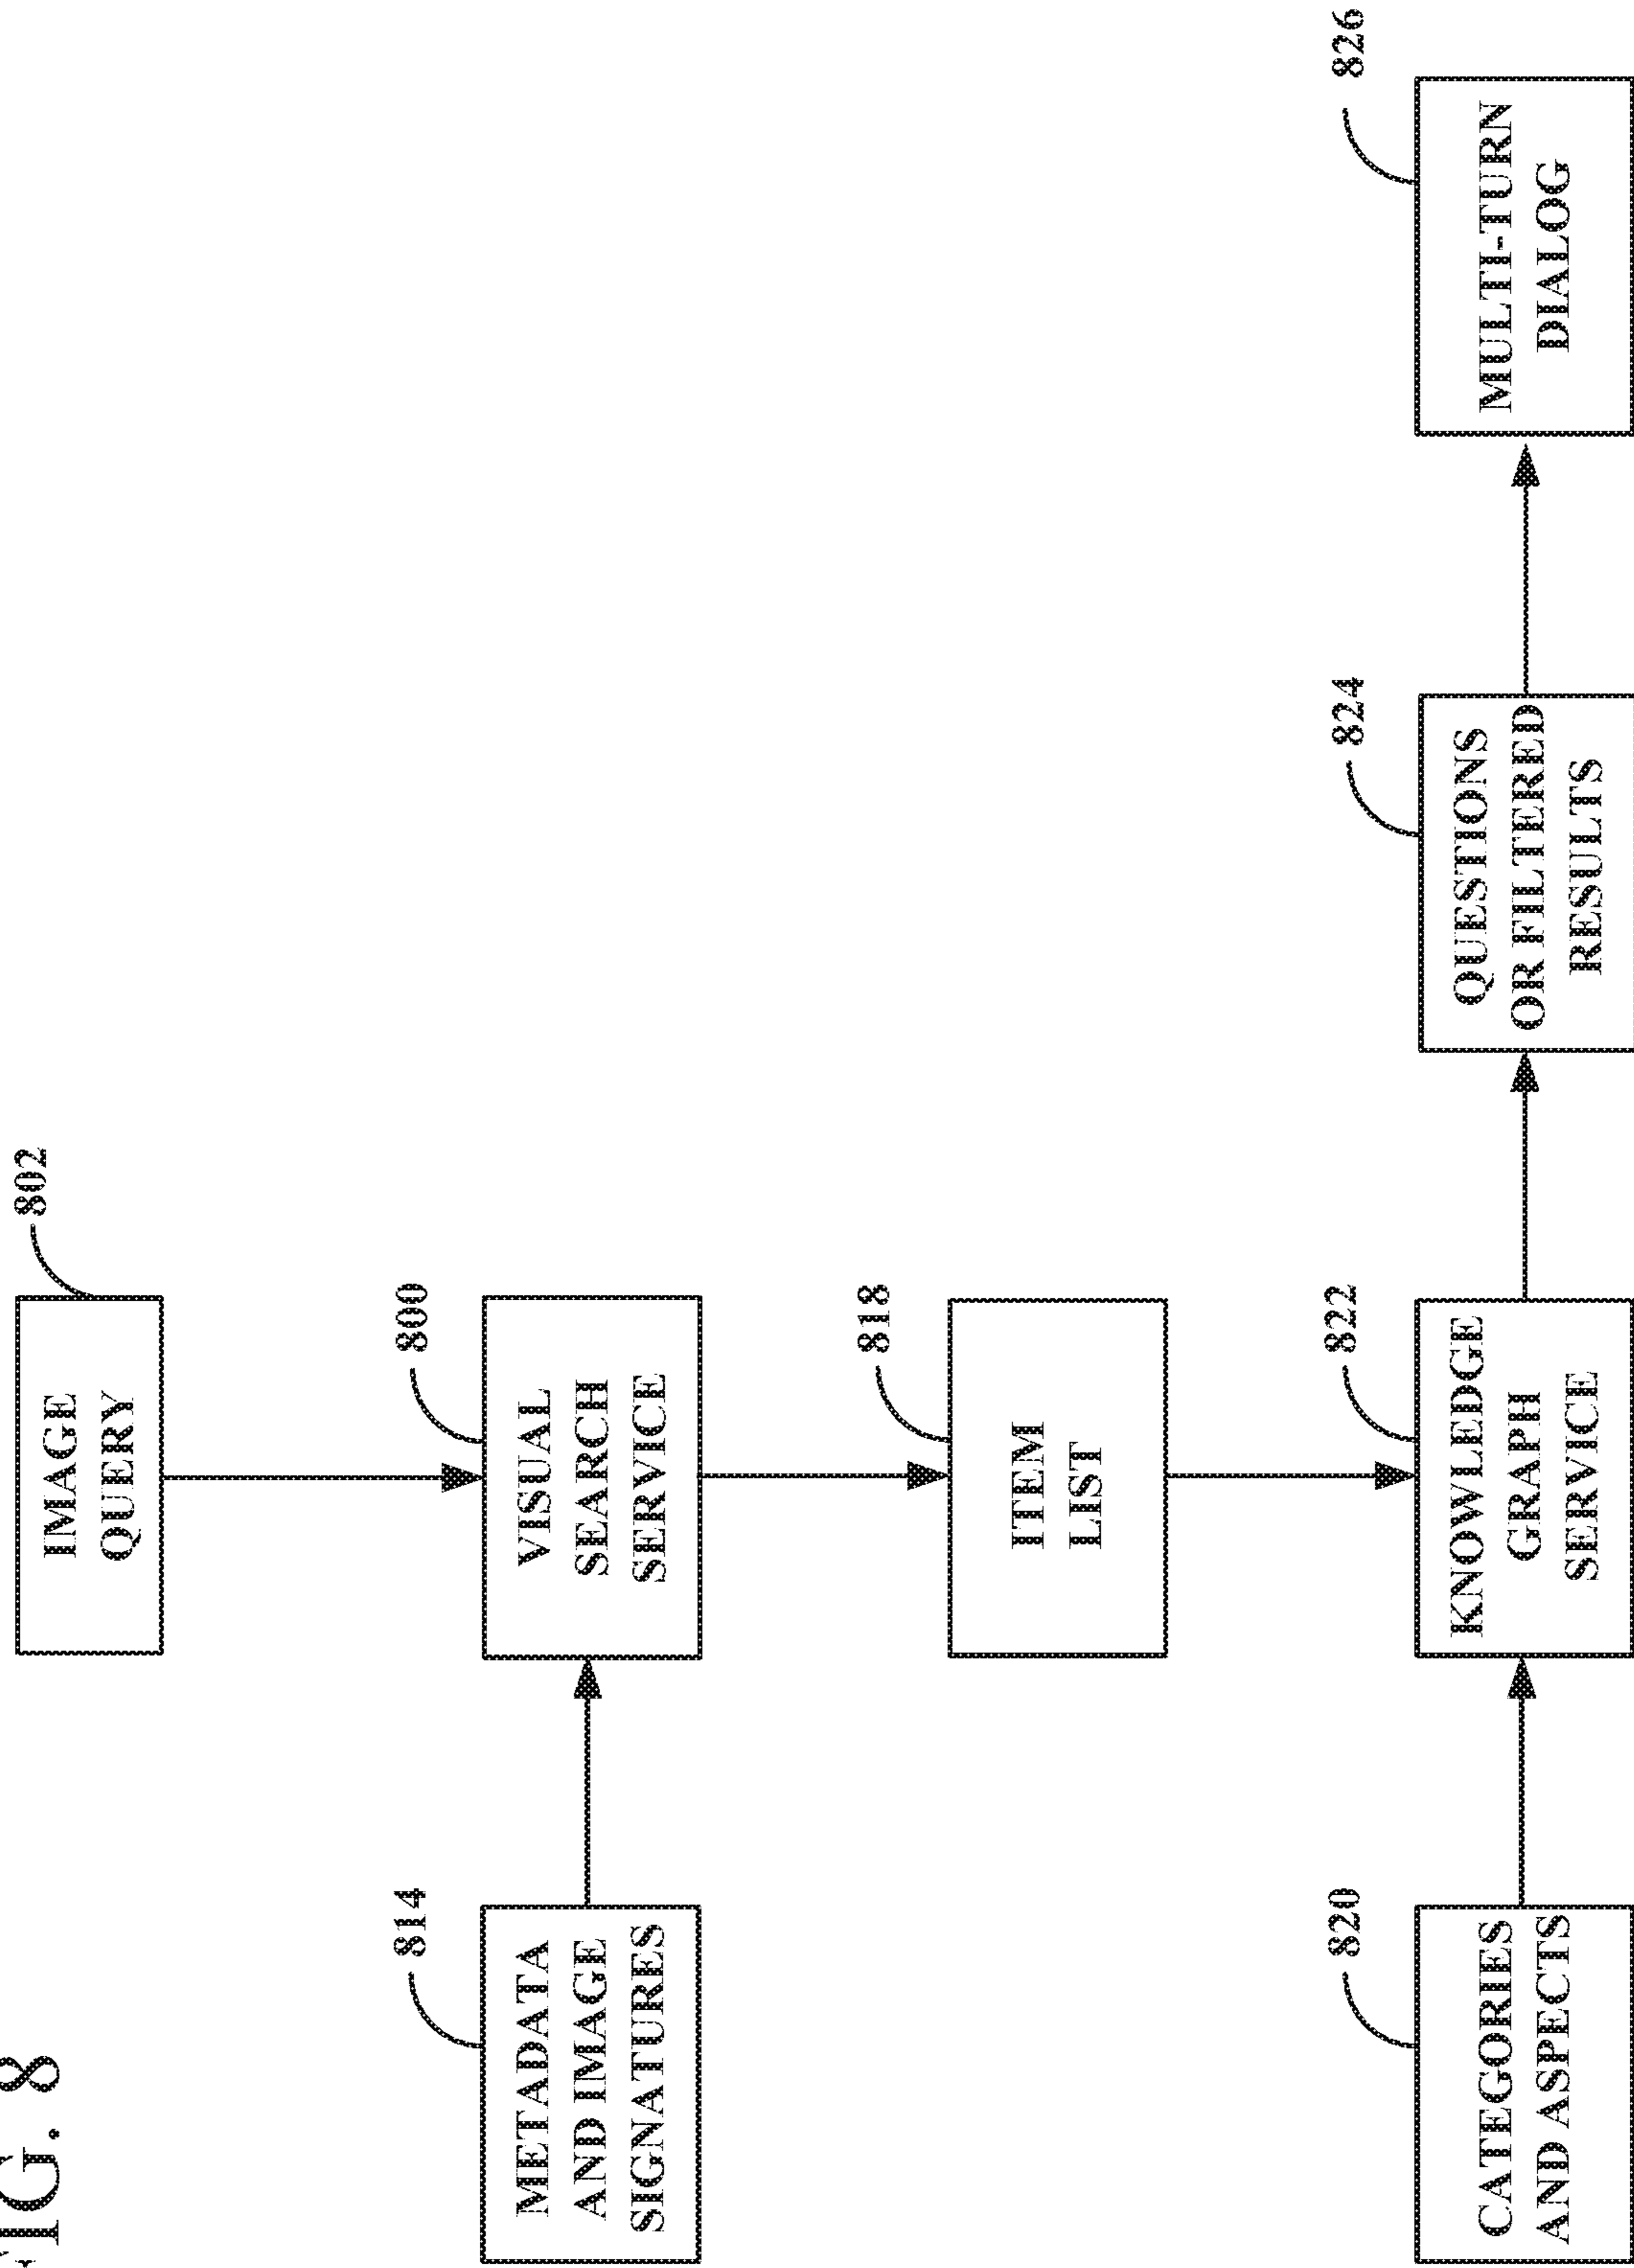 FIG. 8
802
IMAGE
QUERY
814
METADATA
AND IMAGE
SIGNATURES
800
VISUAL
SEARCH
SERVICE
818
ITEM
LIST
820
CATEGORIES
AND ASPECTS
822
KNOWLEDGE
GRAPH
SERVICE
824
QUESTIONS
OR FILTERED
RESULTS
826
MULTI-TURN
DIALOG